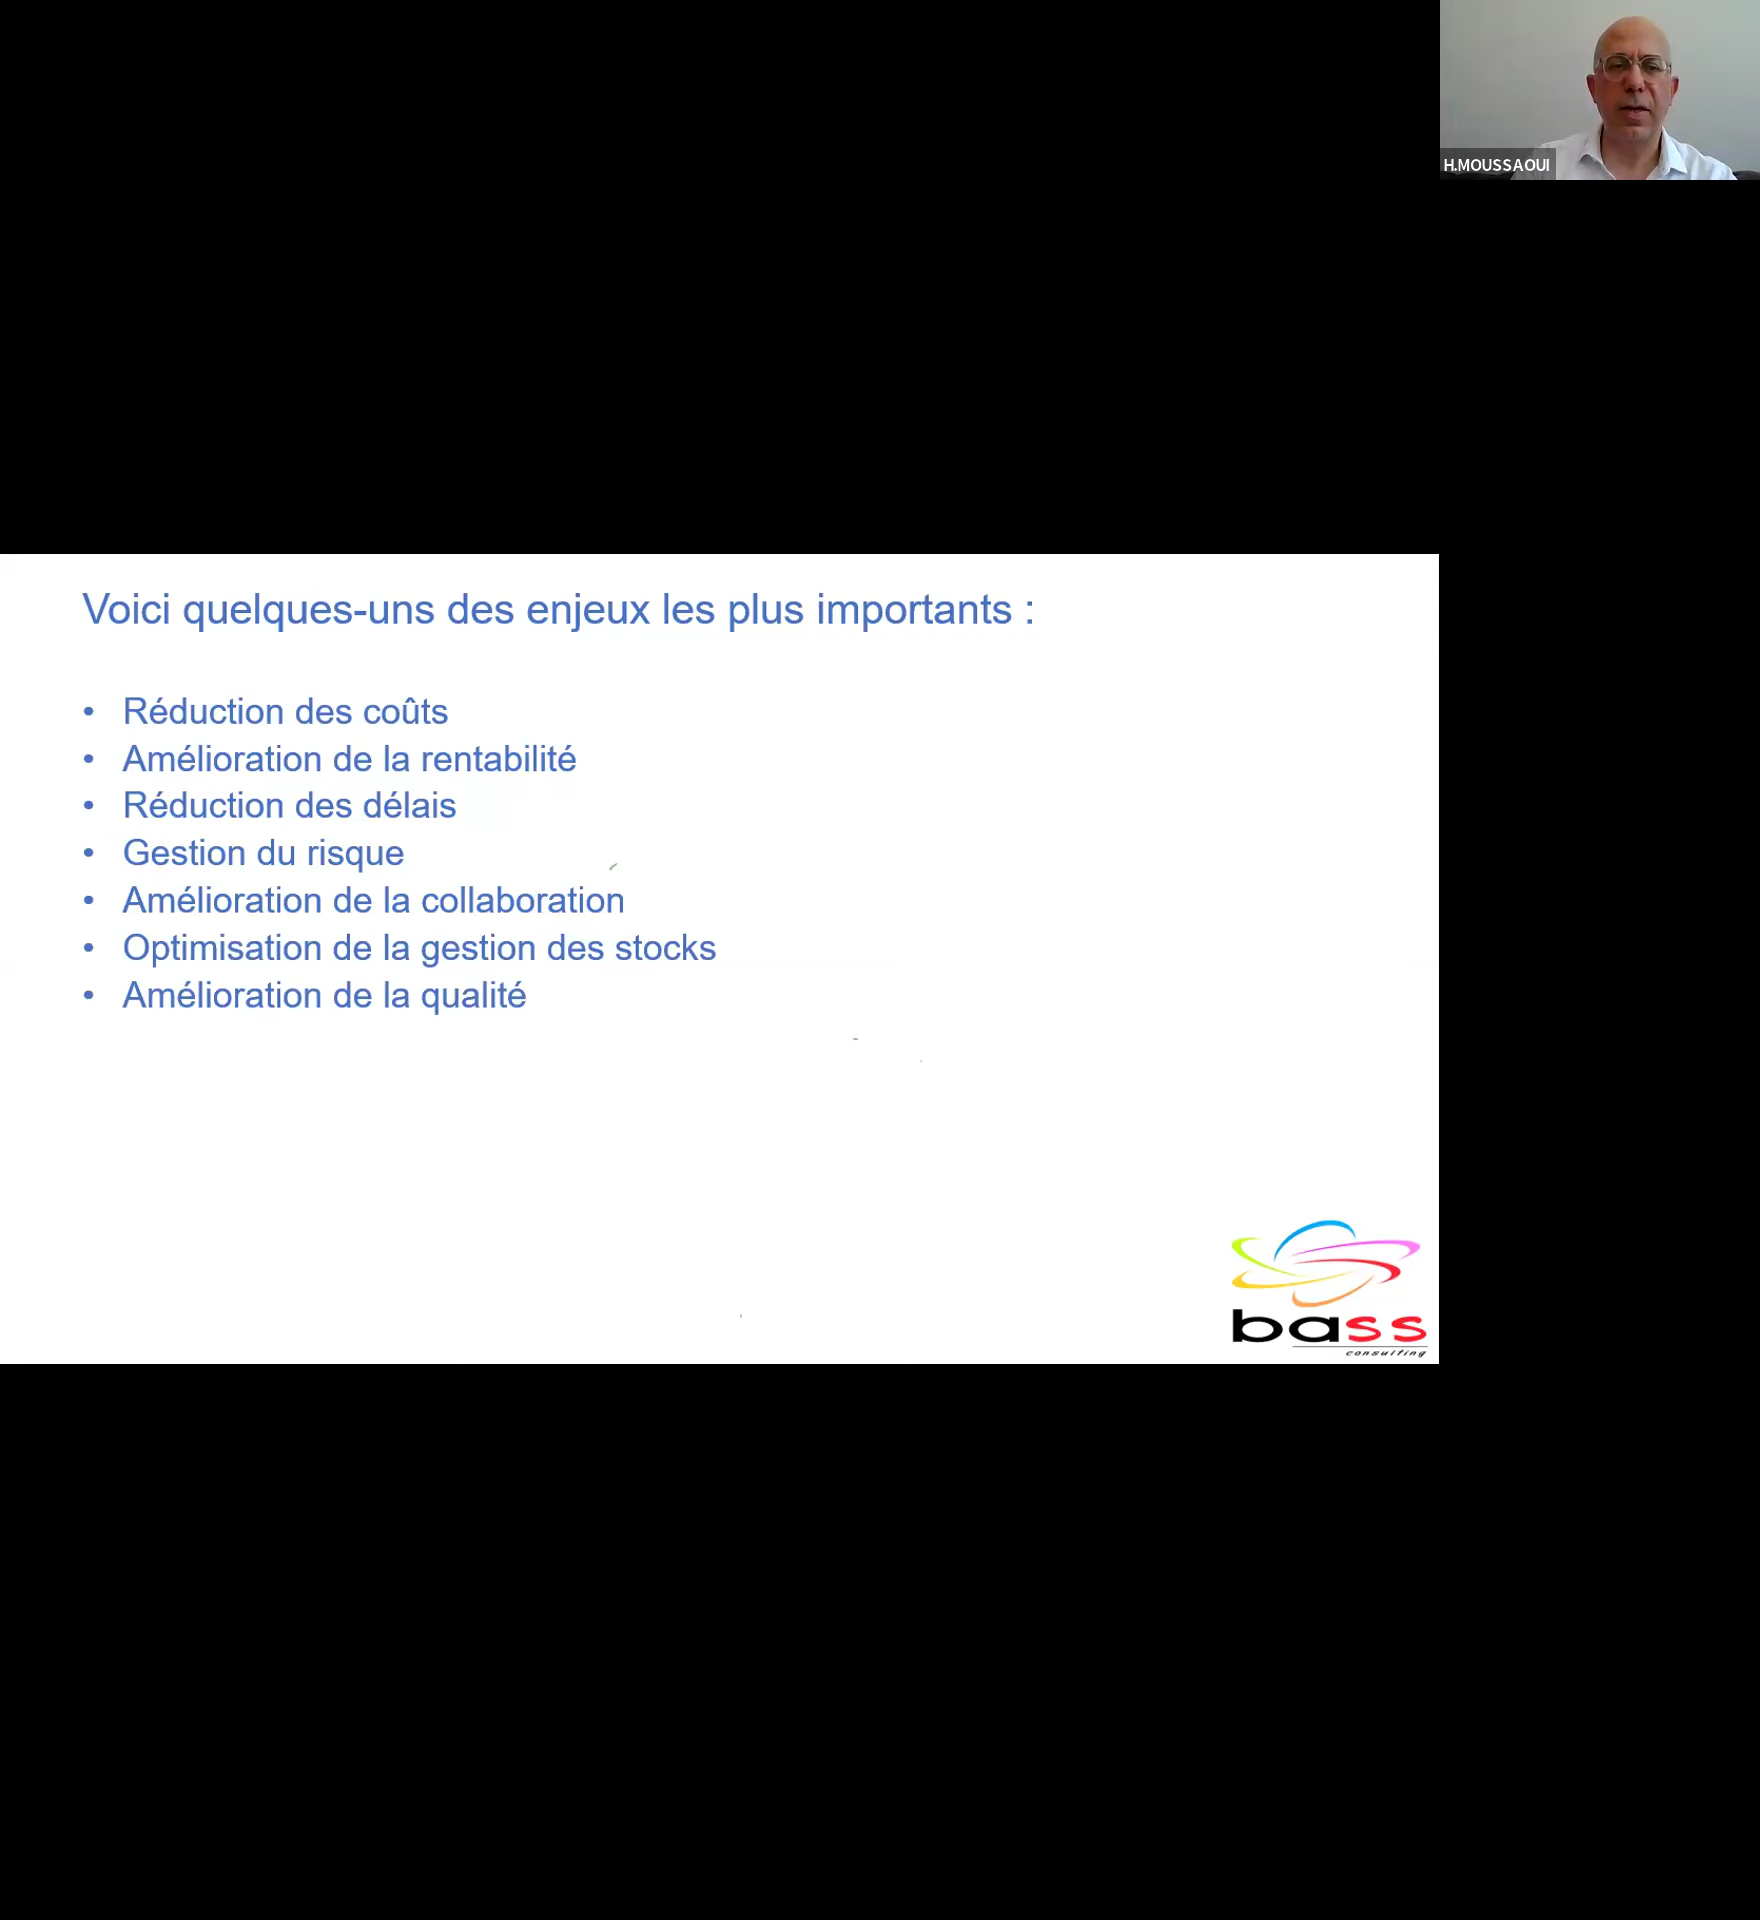 H.MOUSSAOUI
Voici quelques-uns des enjeux les plus importants :
• Réduction des coûts
• Amélioration de la rentabilité
• Réduction des délais
• Gestion du risque
• Amélioration de la collaboration
• Optimisation de la gestion des stocks
• Amélioration de la qualité
bass
consulting